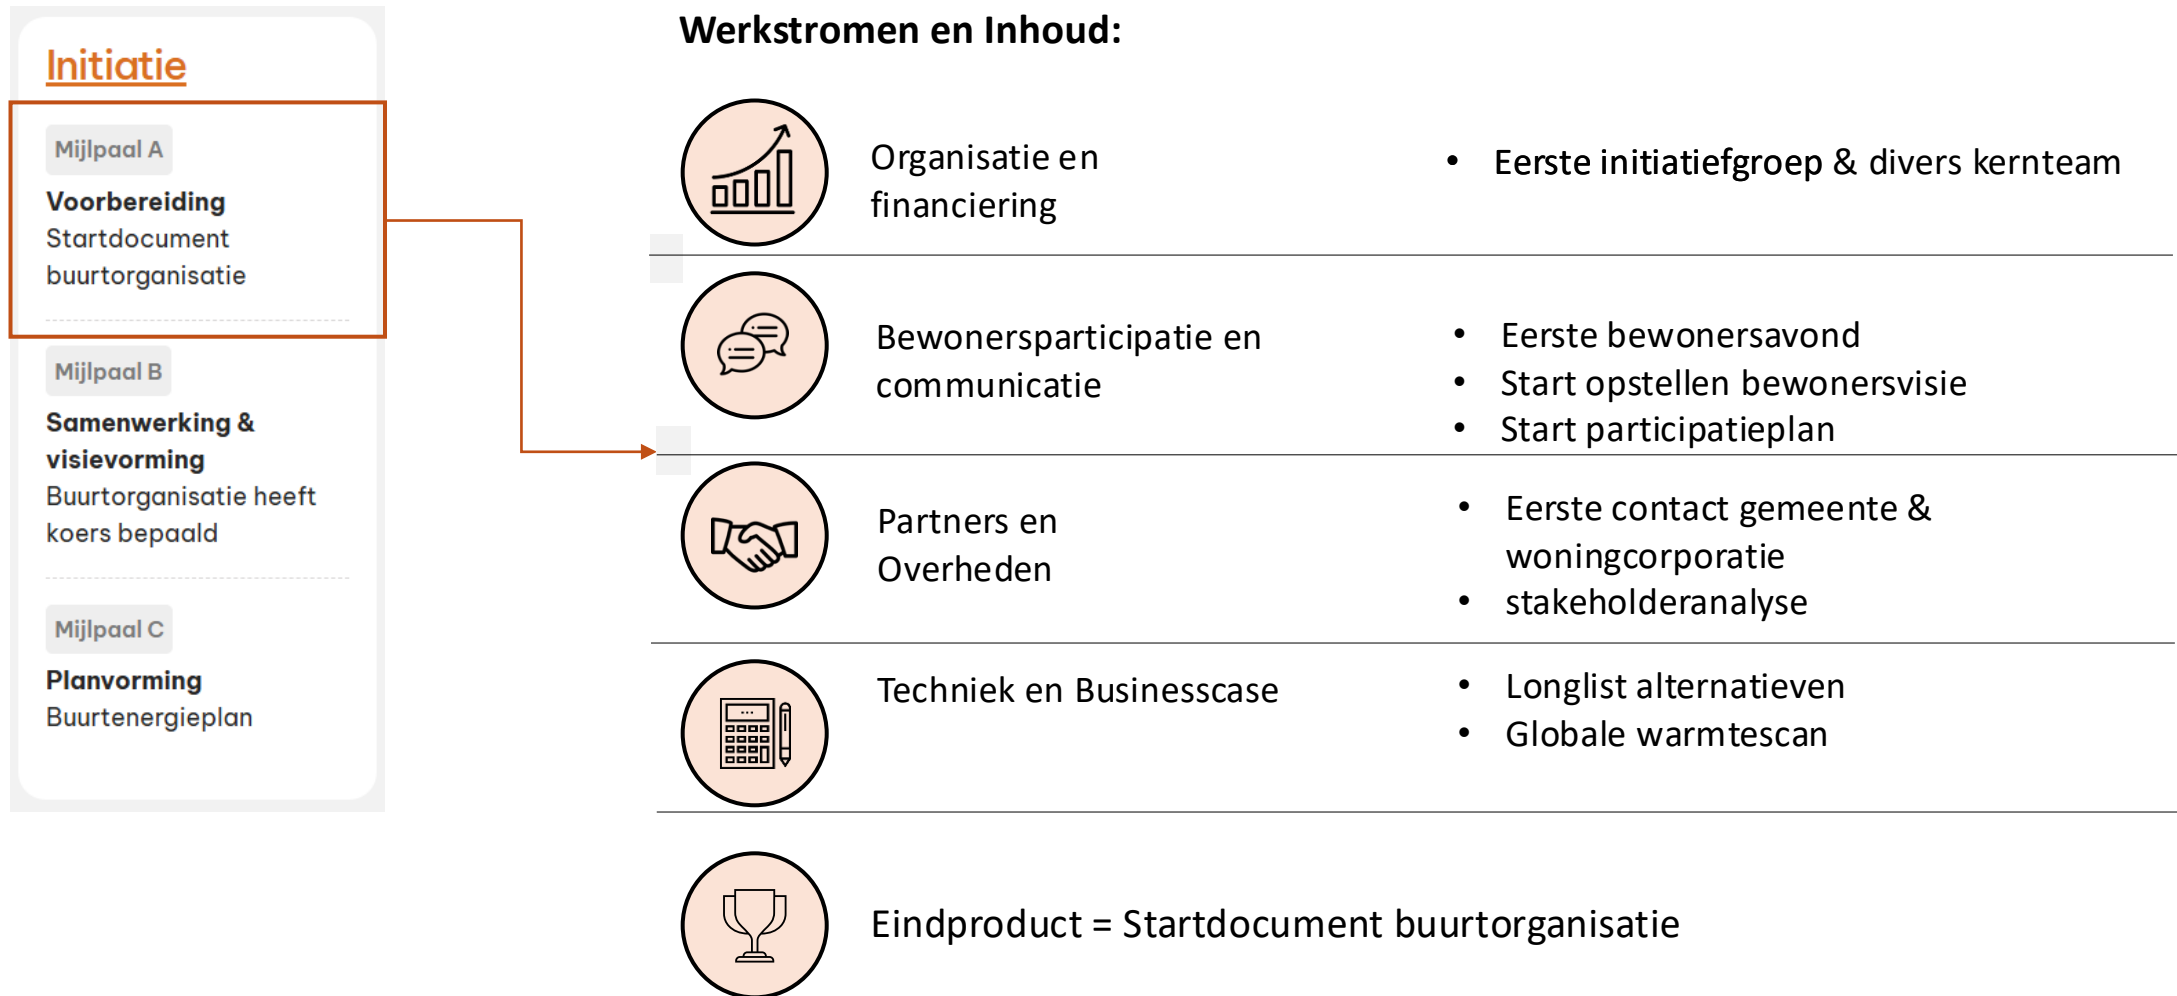 Initiatie
Mijlpaal A
Voorbereiding
Startdocument
buurtorganisatie
Mijlpaal B
Samenwerking &
visievorming
Buurtorganisatie heeft
koers bepaald
Mijlpaal C
Planvorming
Buurtenergieplan
Werkstromen en Inhoud:
Organisatie en
financiering
• Eerste initiatiefgroep & divers kernteam
Bewonersparticipatie en
communicatie
• Eerste bewonersavond
• Start opstellen bewonersvisie
• Start participatieplan
Partners en
Overheden
• Eerste contact gemeente &
woningcorporatie
• stakeholderanalyse
Techniek en Businesscase
• Longlist alternatieven
• Globale warmtescan
Eindproduct = Startdocument buurtorganisatie